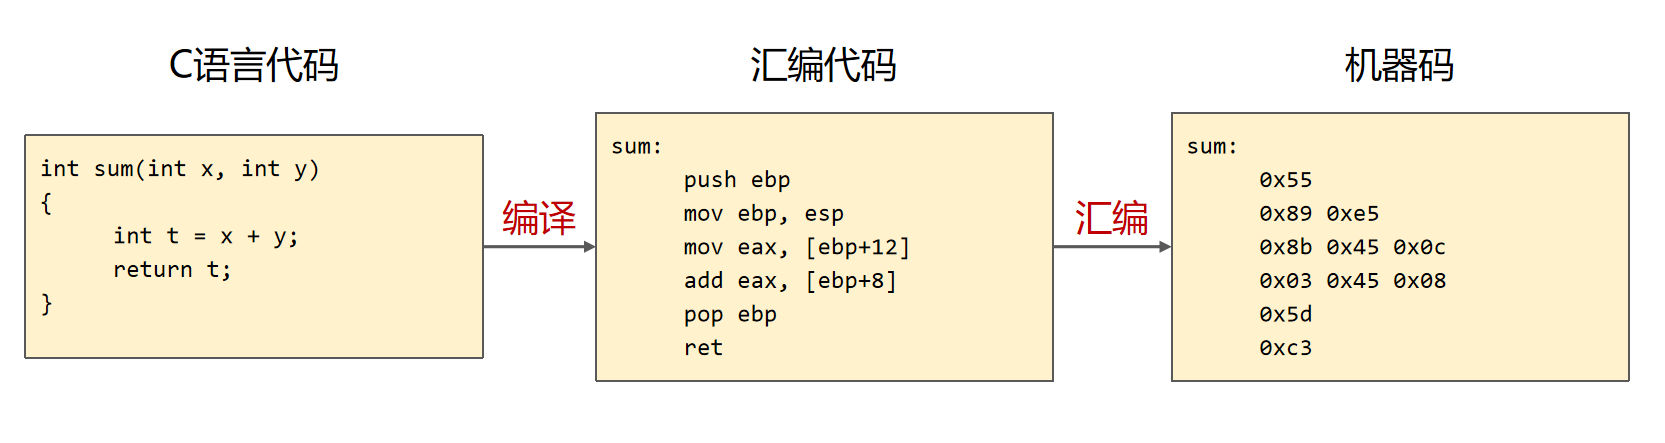 C语言代码
int sum(int x, int y)
{
int t = x + y;
return t;
}
编译
汇编代码
sum:
push ebp
mov ebp, esp
mov eax, [ebp+12]
add eax, [ebp+8]
pop ebp
ret
汇编
机器码
sum:
0x55
0x89 0xe5
0x8b 0x45 0x0c
0x03 0x45 0x08
0x5d
0xc3